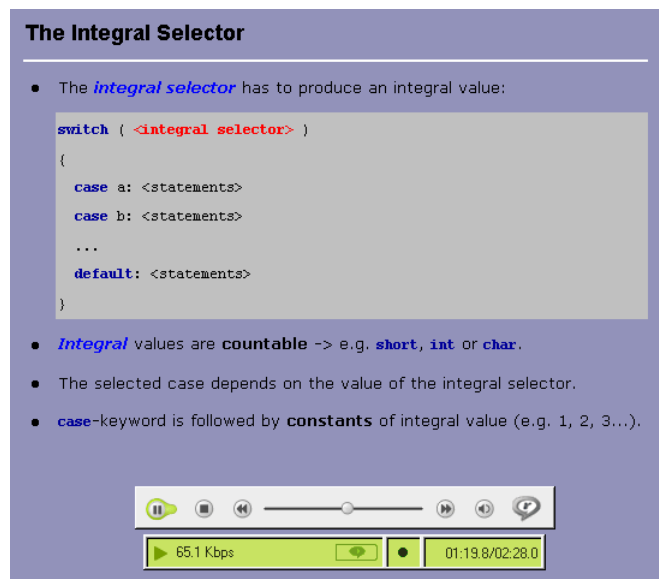 The Integral Selector
The integral selector has to produce an integral value:
switch ( <integral selector> )
{
case a: <statements>
case b: <statements>
...
default: <statements>
}
Integral values are countable -> e.g. short, int or char.
The selected case depends on the value of the integral selector.
case-keyword is followed by constants of integral value (e.g. 1, 2, 3...).
65.1 Kbps
01:19.8/02:28.0